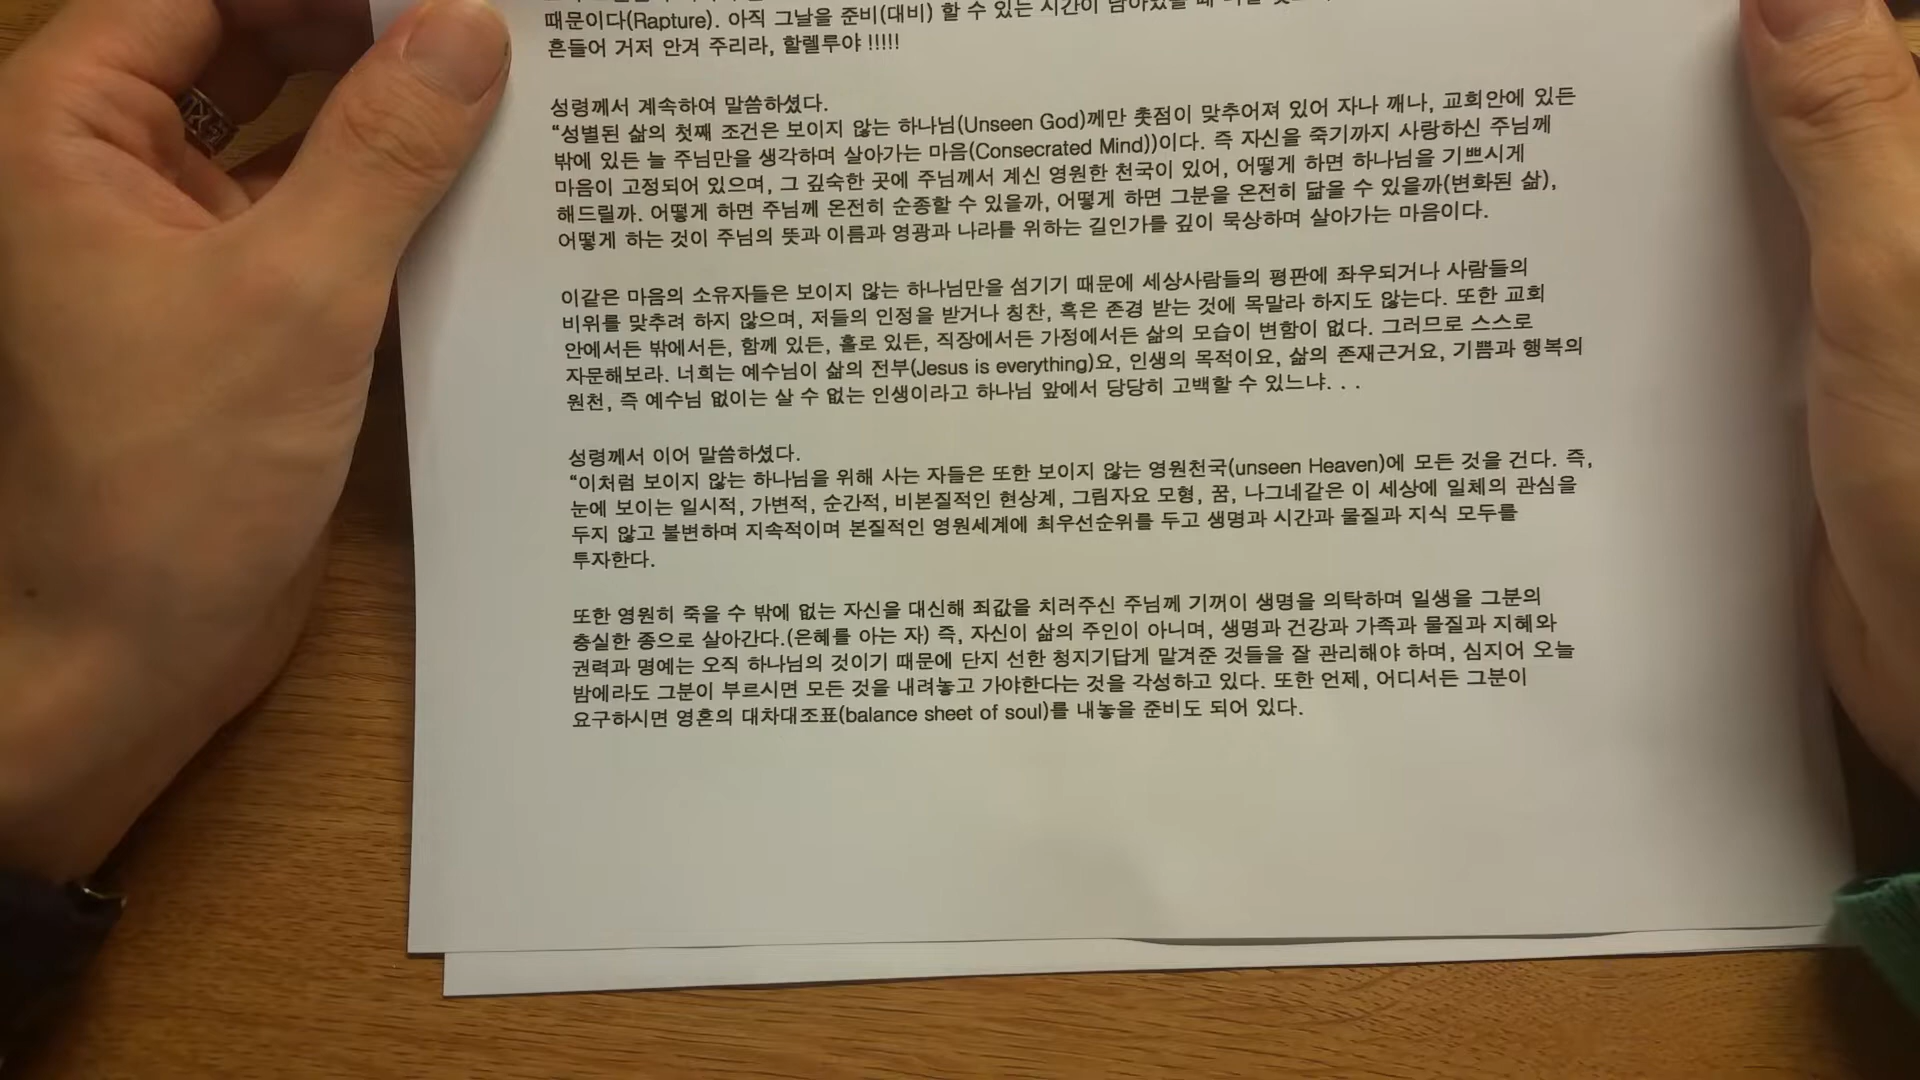 때문이다(Rapture). 아직 그날을 준비(대비) 할 수 있는 시간이 남아있을 때
흔들어 거저 안겨 주리라, 할렐루야 !!!!!
성령께서 계속하여 말씀하셨다.
“성별된 삶의 첫째 조건은 보이지 않는 하나님(Unseen God)께만 촛점이 맞추어져 있어 자나 깨나, 교회안에 있든
밖에 있든 늘 주님만을 생각하며 살아가는 마음(Consecrated Mind))이다. 즉 자신을 죽기까지 사랑하신 주님께
마음이 고정되어 있으며, 그 깊숙한 곳에 주님께서 계신 영원한 천국이 있어, 어떻게 하면 하나님을 기쁘시게
해드릴까. 어떻게 하면 주님께 온전히 순종할 수 있을까, 어떻게 하면 그분을 온전히 닮을 수 있을까(변화된 삶),
어떻게 하는 것이 주님의 뜻과 이름과 영광과 나라를 위하는 길인가를 깊이 묵상하며 살아가는 마음이다.
이같은 마음의 소유자들은 보이지 않는 하나님만을 섬기기 때문에 세상사람들의 평판에 좌우되거나 사람들의
비위를 맞추려 하지 않으며, 저들의 인정을 받거나 칭찬, 혹은 존경 받는 것에 목말라 하지도 않는다. 또한 교회
안에서든 밖에서든, 함께 있든, 홀로 있든, 직장에서든 가정에서든 삶의 모습이 변함이 없다. 그러므로 스스로
자문해보라. 너희는 예수님이 삶의 전부(Jesus is everything)요, 인생의 목적이요, 삶의 존재근거요, 기쁨과 행복의
원천, 즉 예수님 없이는 살 수 없는 인생이라고 하나님 앞에서 당당히 고백할 수 있느냐. . .
성령께서 이어 말씀하셨다.
“이처럼 보이지 않는 하나님을 위해 사는 자들은 또한 보이지 않는 영원천국(unseen Heaven)에 모든 것을 건다. 즉,
눈에 보이는 일시적, 가변적, 순간적, 비본질적인 현상계, 그림자요 모형, 꿈, 나그네같은 이 세상에 일체의 관심을
두지 않고 불변하며 지속적이며 본질적인 영원세계에 최우선순위를 두고 생명과 시간과 물질과 지식 모두를
투자한다.
또한 영원히 죽을 수 밖에 없는 자신을 대신해 죄값을 치러주신 주님께 기꺼이 생명을 의탁하며 일생을 그분의
충실한 종으로 살아간다.(은혜를 아는 자) 즉, 자신이 삶의 주인이 아니며, 생명과 건강과 가족과 물질과 지혜와
권력과 명예는 오직 하나님의 것이기 때문에 단지 선한 청지기답게 맡겨준 것들을 잘 관리해야 하며, 심지어 오늘
밤에라도 그분이 부르시면 모든 것을 내려놓고 가야한다는 것을 각성하고 있다. 또한 언제, 어디서든 그분이
요구하시면 영혼의 대차대조표(balance sheet of soul)를 내놓을 준비도 되어 있다.